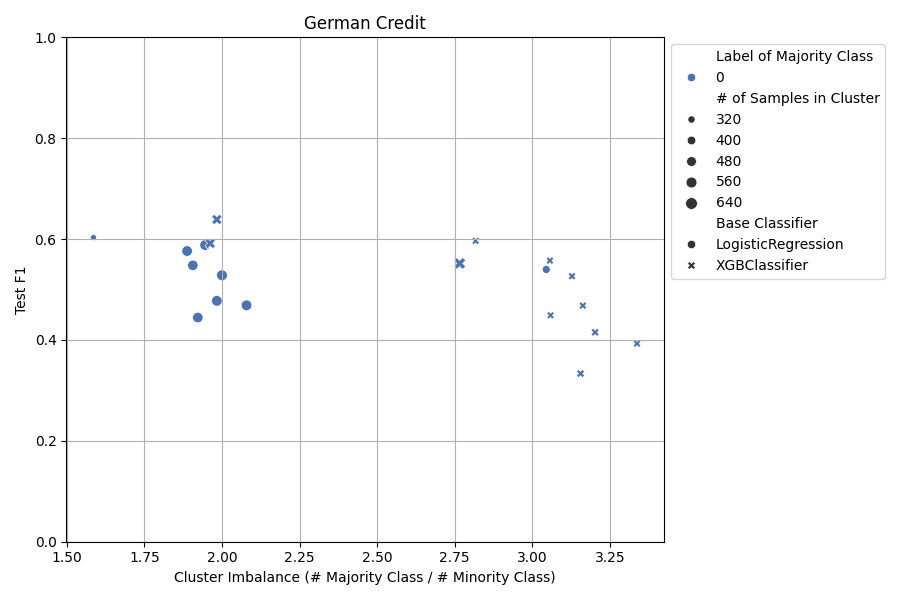 German Credit
Test F1
1.0
0.8
0.6
0.4
0.2
0.0
1.50 1.75 2.00 2.25 2.50 2.75 3.00 3.25
Cluster Imbalance (# Majority Class / # Minority Class)
Label of Majority Class
0
# of Samples in Cluster
320
400
480
560
640
Base Classifier
LogisticRegression
XGBClassifier